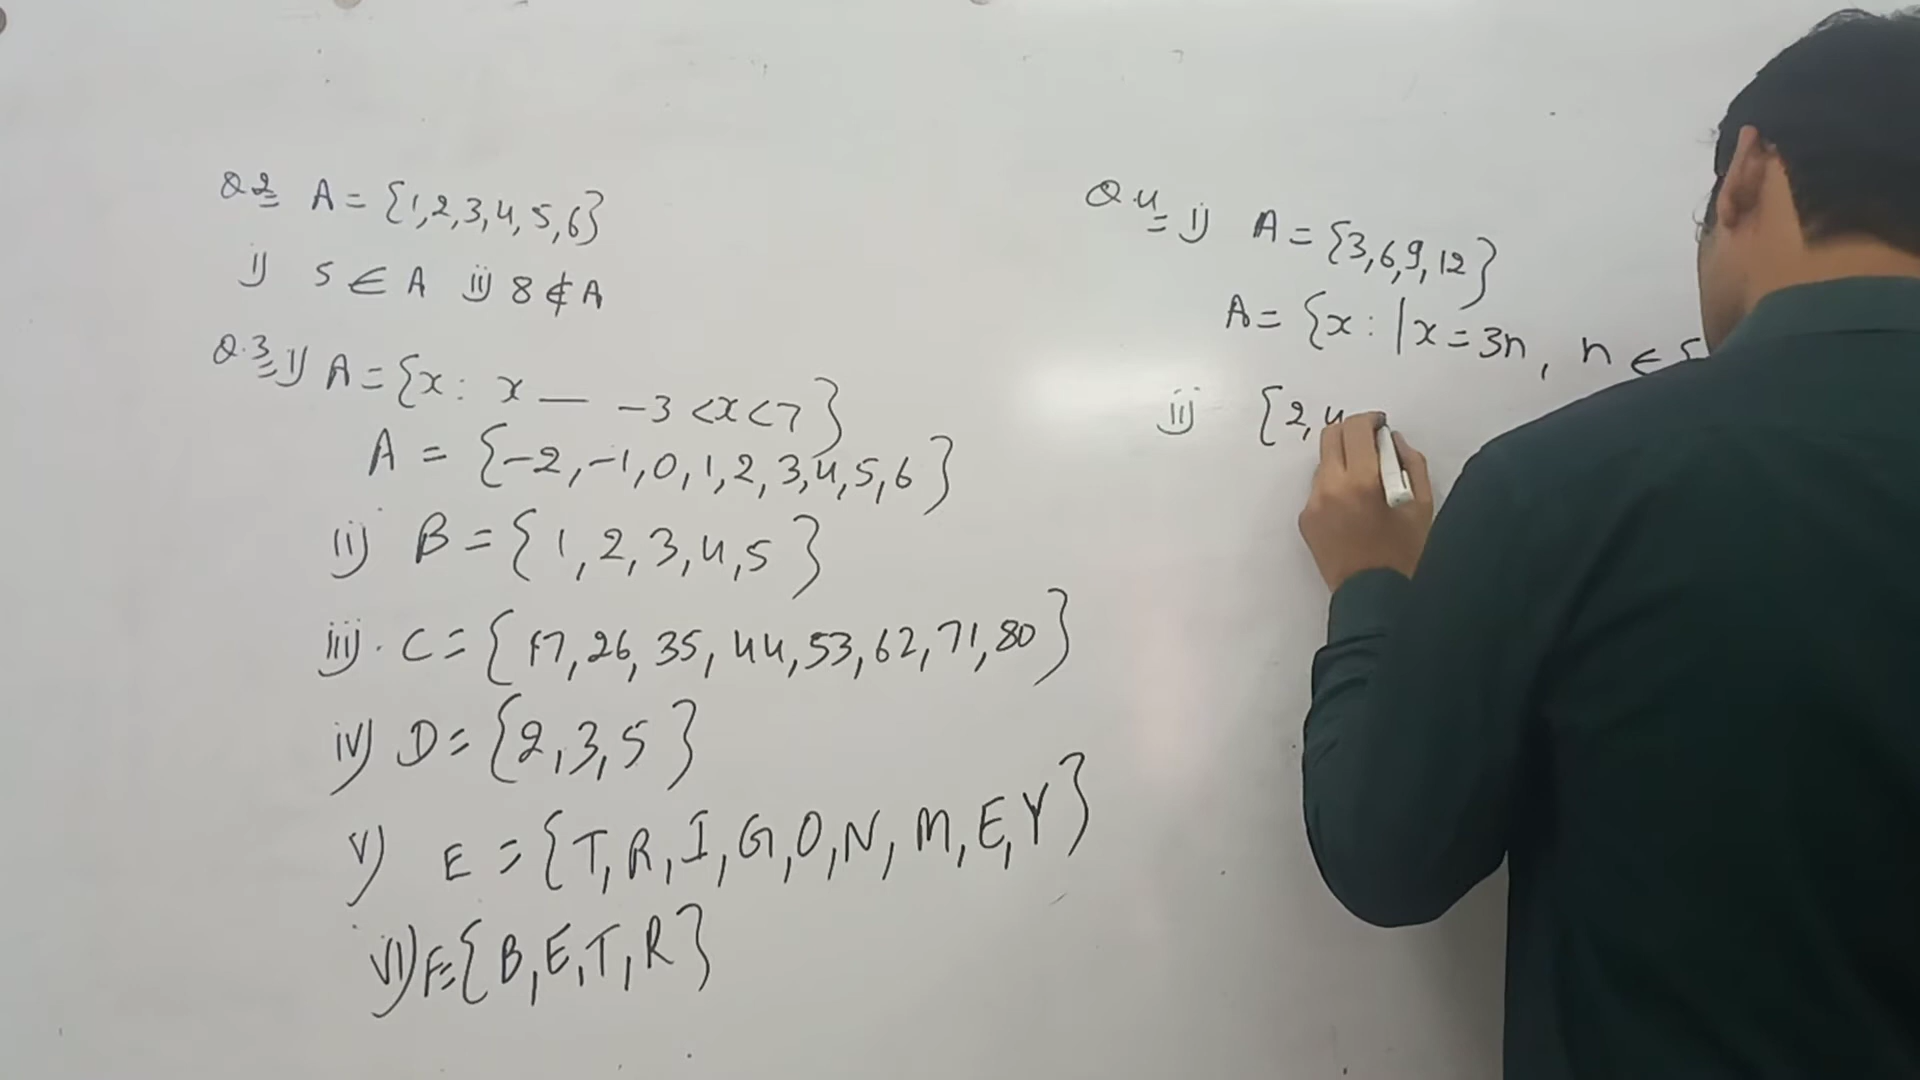 Q2 A = {1,2,3,4,5,6}
i) 5 ∈ A ii) 8 ∉ A
Q.3 i) A = {x : x — -3 < x < 7}
A = {-2,-1,0,1,2,3,4,5,6}
ii) B = {1,2,3,4,5}
iii). C = {17,26,35,44,53,62,71,80}
iv) D = {2,3,5}
v) E = {T,R,I,G,O,N,M,E,Y}
vi) F = {B,E,T,R}
Q.4 i) A = {3,6,9,12}
A = {x : | x = 3n, n ∈
ii) {2,4